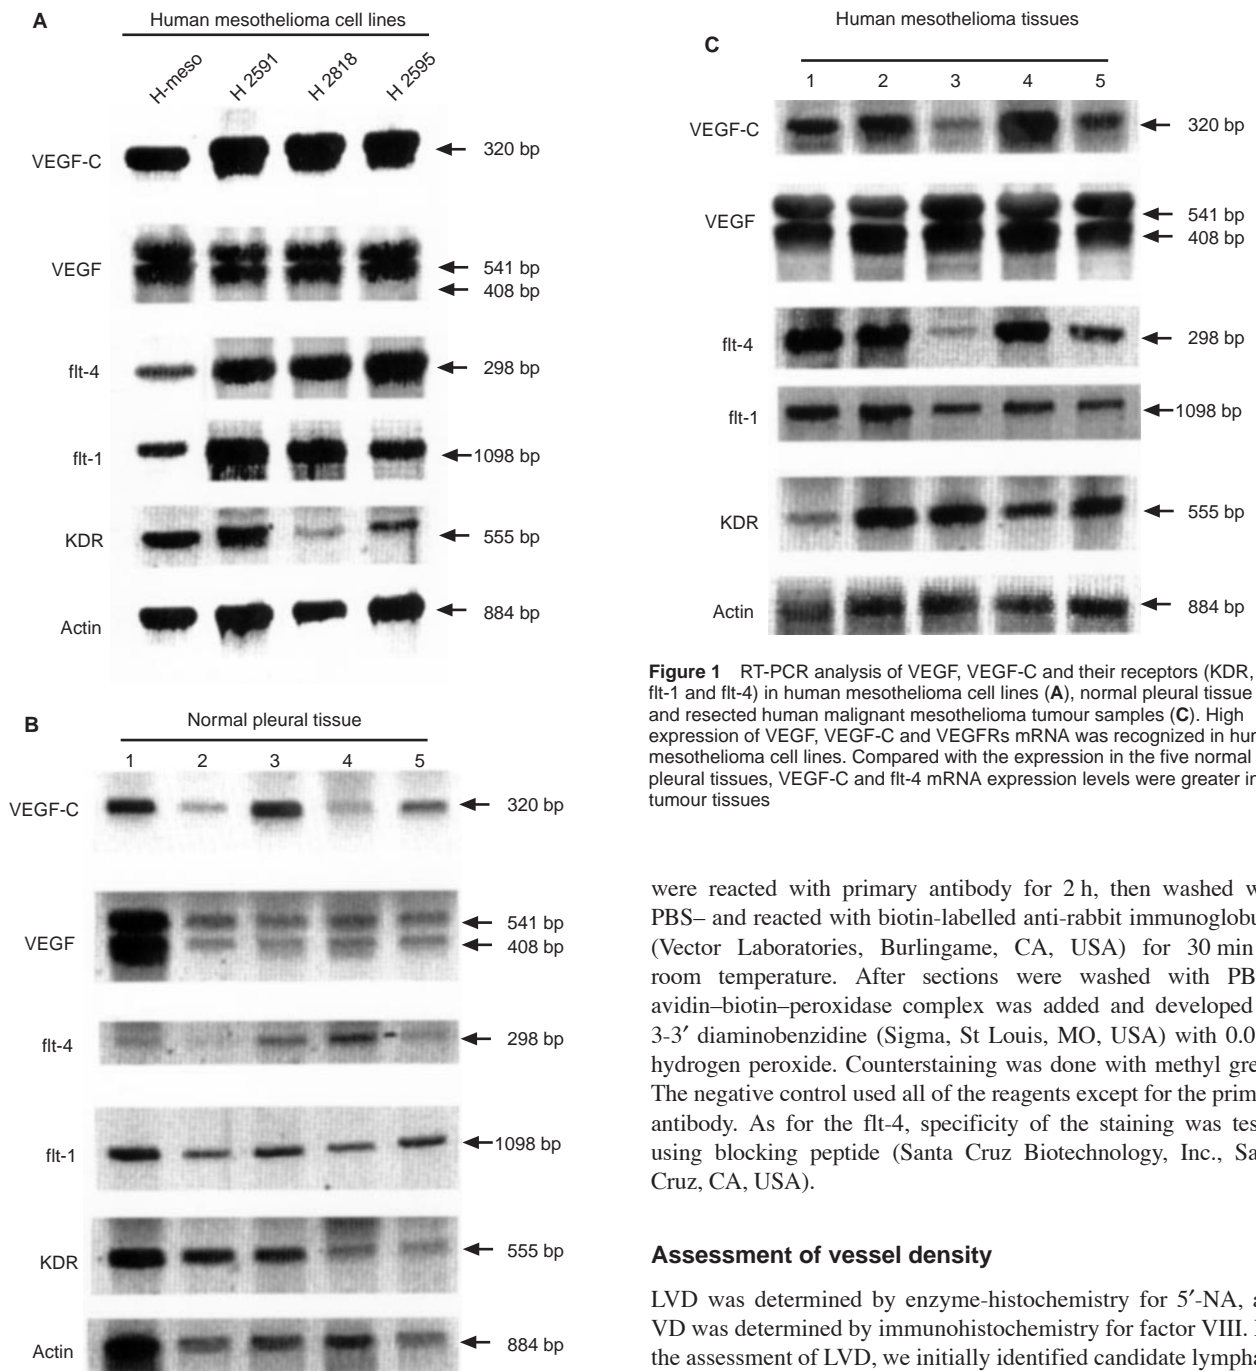 A
Human mesothelioma cell lines
H-meso H 2591 H 2818 H 2595
VEGF-C 320 bp
VEGF 541 bp
408 bp
flt-4 298 bp
flt-1 1098 bp
KDR 555 bp
Actin 884 bp
B
Normal pleural tissue
1 2 3 4 5
VEGF-C 320 bp
VEGF 541 bp
408 bp
flt-4 298 bp
flt-1 1098 bp
KDR 555 bp
Actin 884 bp
Human mesothelioma tissues
C
1 2 3 4 5
VEGF-C 320 bp
VEGF 541 bp
408 bp
flt-4 298 bp
flt-1 1098 bp
KDR 555 bp
Actin 884 bp
Figure 1 RT-PCR analysis of VEGF, VEGF-C and their receptors (KDR,
flt-1 and flt-4) in human mesothelioma cell lines (A), normal pleural tissue
and resected human malignant mesothelioma tumour samples (C). High
expression of VEGF, VEGF-C and VEGFRs mRNA was recognized in
mesothelioma cell lines. Compared with the expression in the five normal
pleural tissues, VEGF-C and flt-4 mRNA expression levels were greater in
tumour tissues
were reacted with primary antibody for 2 h, then washed
PBS– and reacted with biotin-labelled anti-rabbit
(Vector Laboratories, Burlingame, CA, USA) for 30 min
room temperature. After sections were washed with
avidin–biotin–peroxidase complex was added and developed
3-3′ diaminobenzidine (Sigma, St Louis, MO, USA) with
hydrogen peroxide. Counterstaining was done with methyl
The negative control used all of the reagents except for the
antibody. As for the flt-4, specificity of the staining was
using blocking peptide (Santa Cruz Biotechnology, Inc.,
Cruz, CA, USA).
Assessment of vessel density
LVD was determined by enzyme-histochemistry for 5′-NA,
VD was determined by immunohistochemistry for factor VIII.
the assessment of LVD, we initially identified candidate